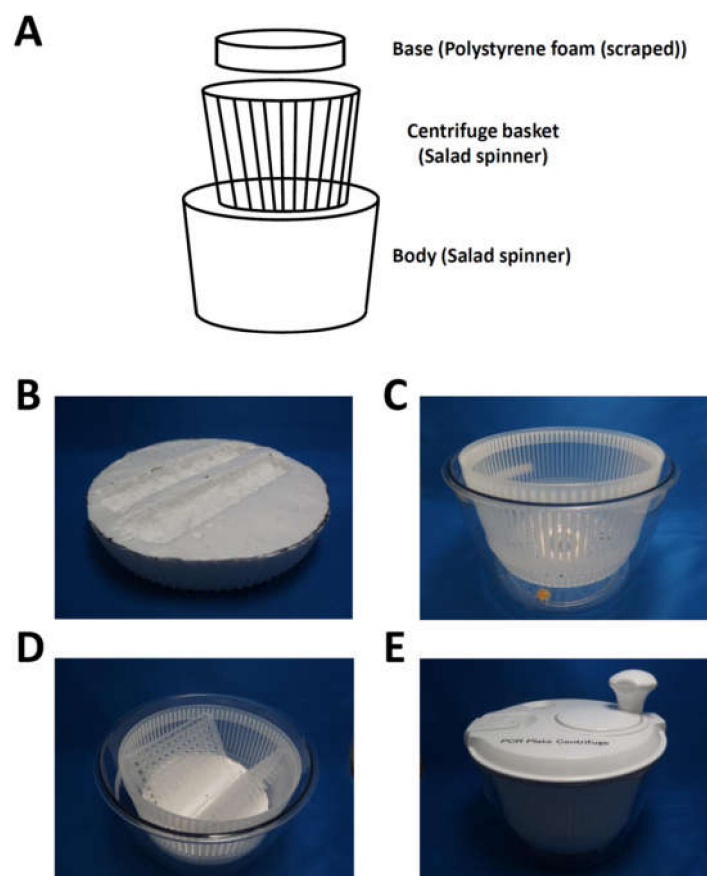 A
Base (Polystyrene foam (scraped))
Centrifuge basket
(Salad spinner)
Body (Salad spinner)
B
C
D
E
PCR Plate Centrifuge